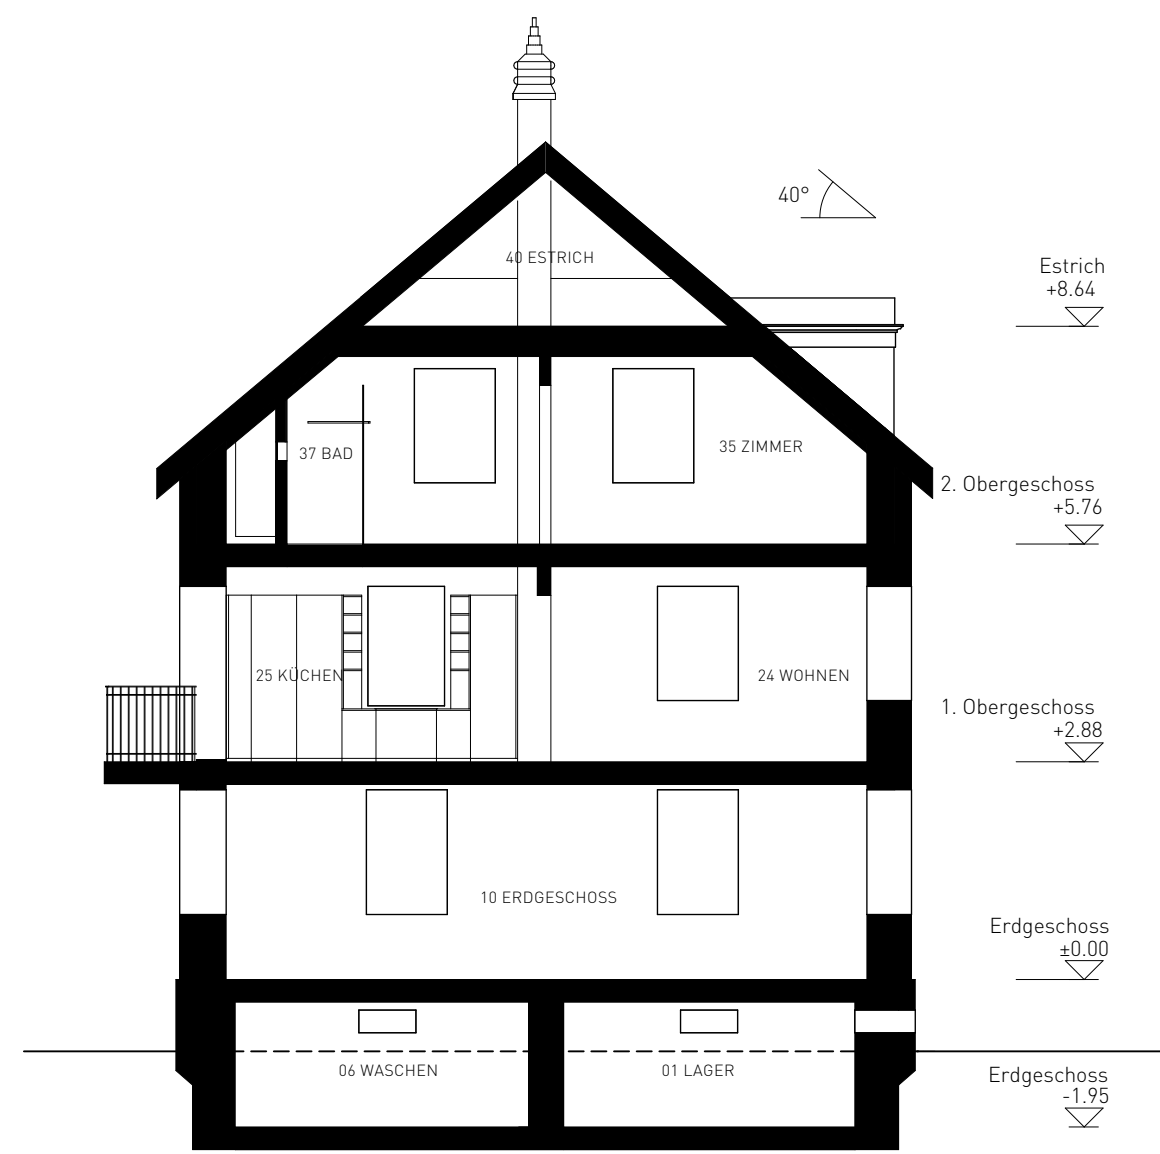 40°
Estrich
+8.64
40 ESTRICH
37 BAD
35 ZIMMER
2. Obergeschoss
+5.76
25 KÜCHEN
24 WOHNEN
1. Obergeschoss
+2.88
10 ERDGESCHOSS
Erdgeschoss
±0.00
06 WASCHEN
01 LAGER
Erdgeschoss
-1.95